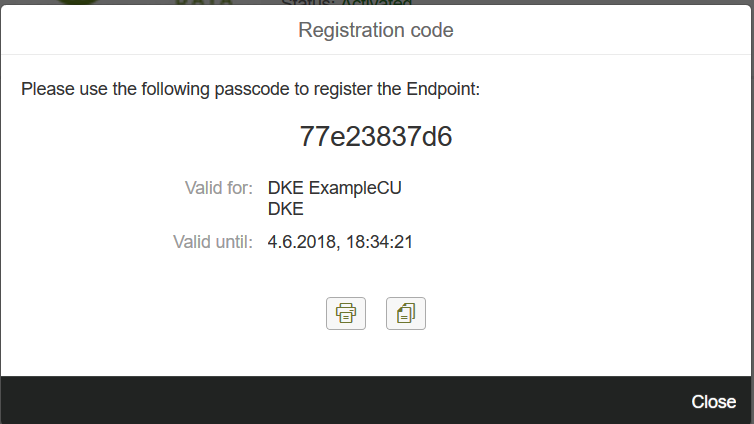 DATA
Status: Activated
Registration code
Please use the following passcode to register the Endpoint:
77e23837d6
Valid for: DKE ExampleCU
DKE
Valid until: 4.6.2018, 18:34:21
Close